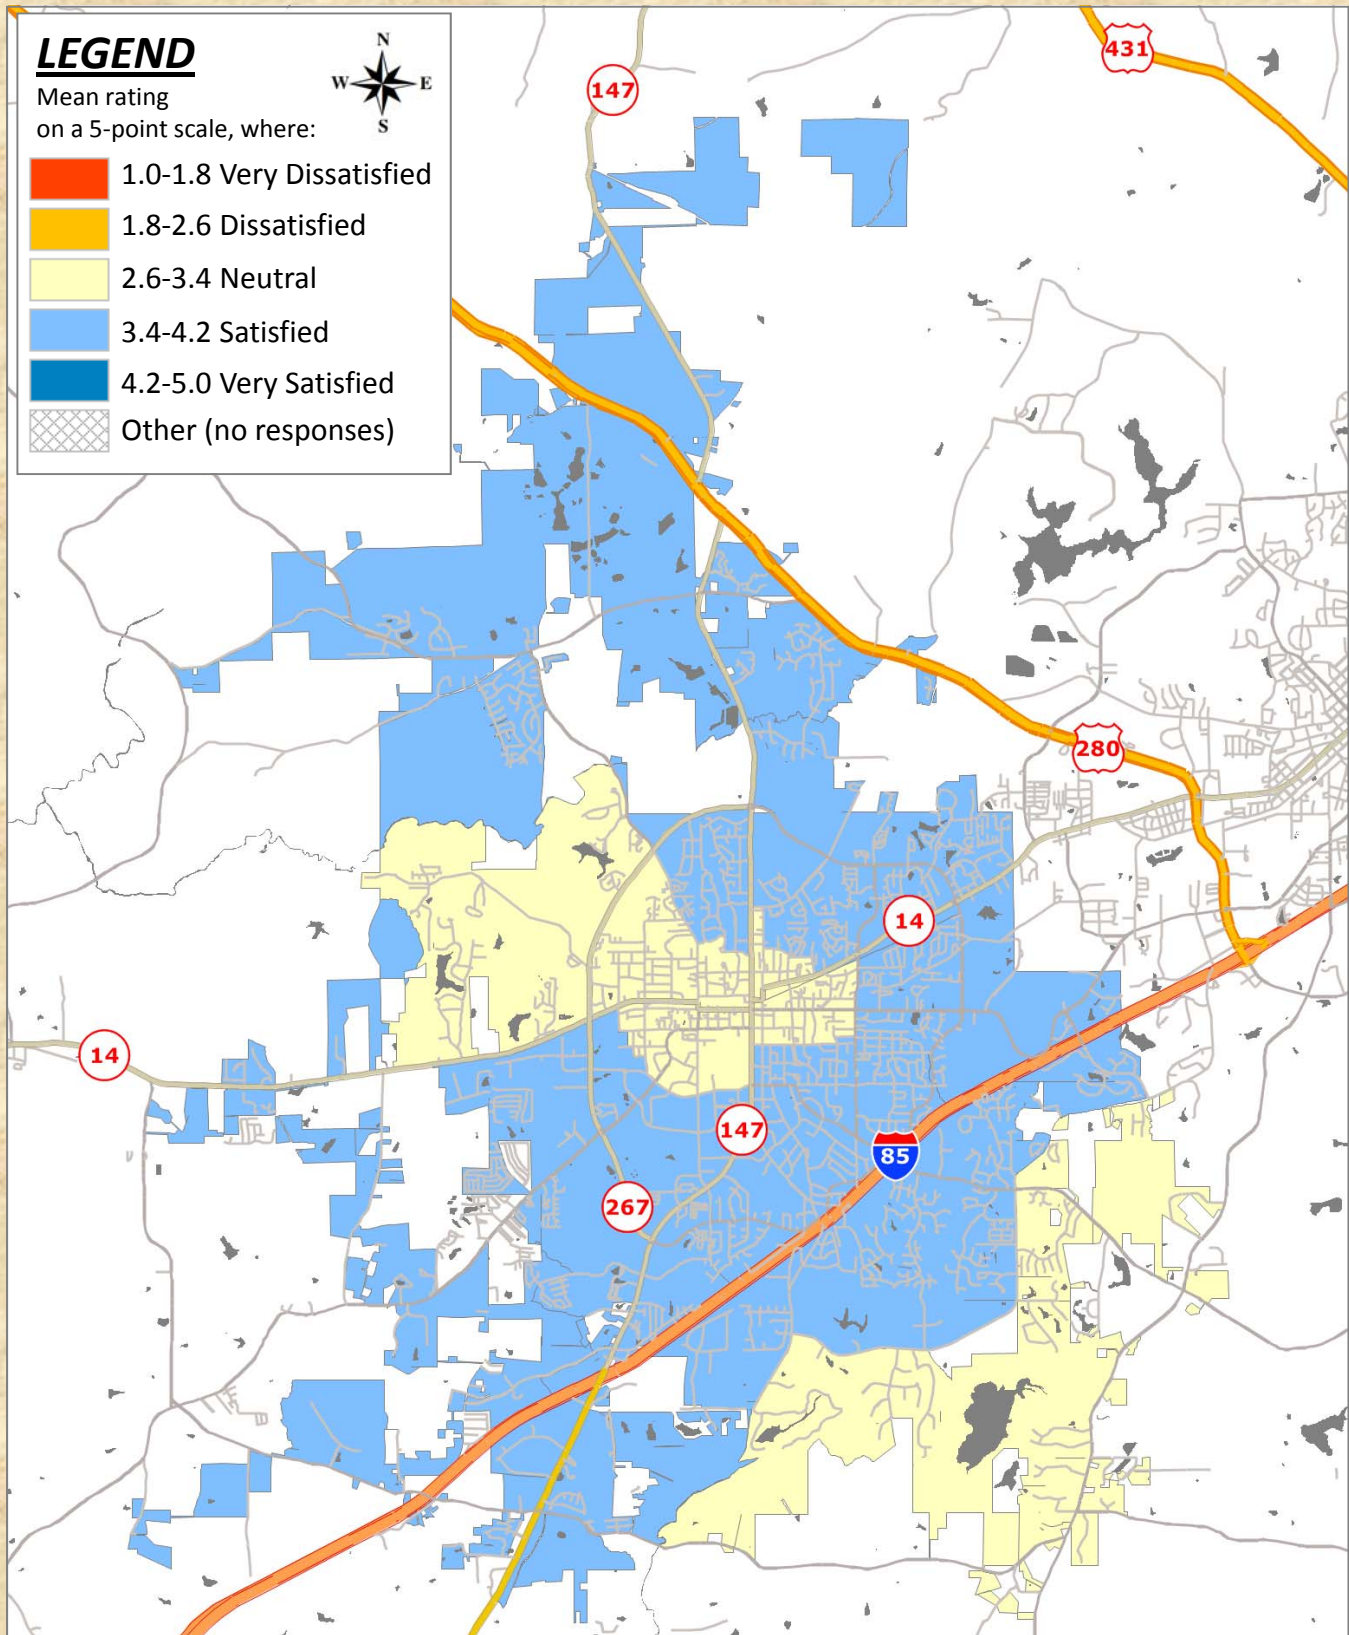 LEGEND
Mean rating
on a 5-point scale, where:
1.0-1.8 Very Dissatisfied
1.8-2.6 Dissatisfied
2.6-3.4 Neutral
3.4-4.2 Satisfied
4.2-5.0 Very Satisfied
Other (no responses)
N
W E
S
147
431
280
14
14
147
85
267